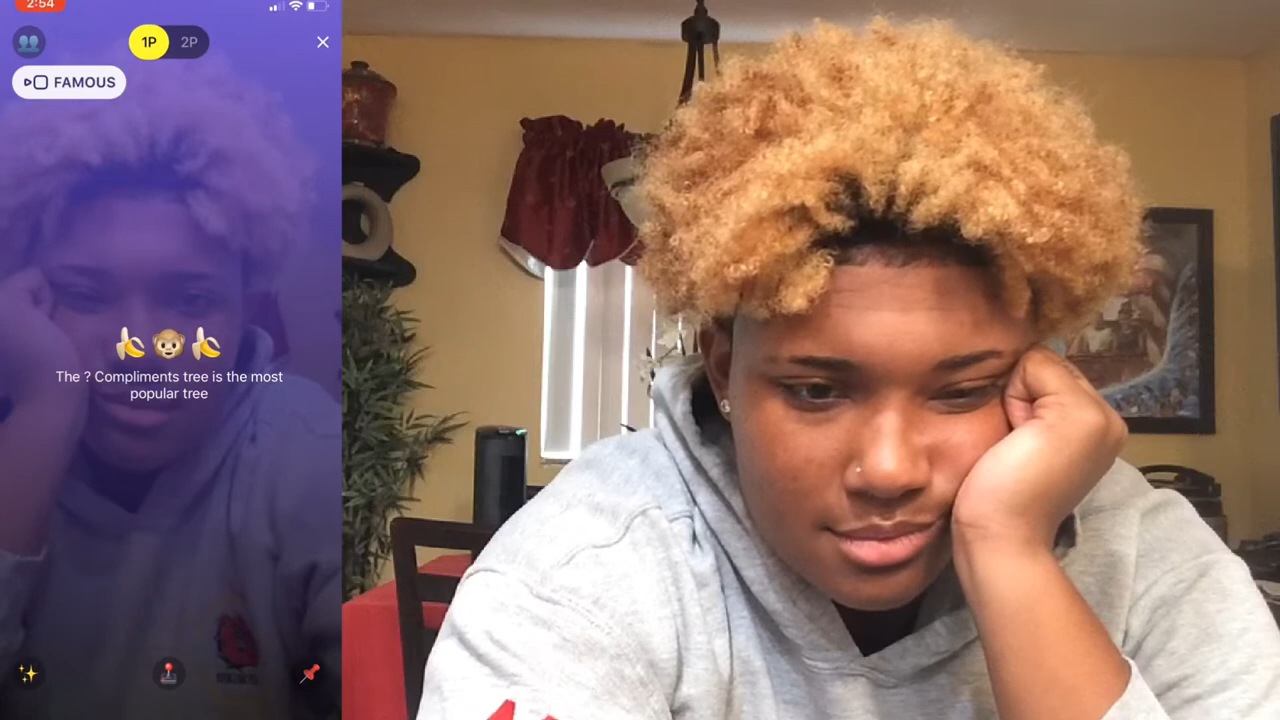 2:54
1P 2P
FAMOUS
The ? Compliments tree is the most
popular tree